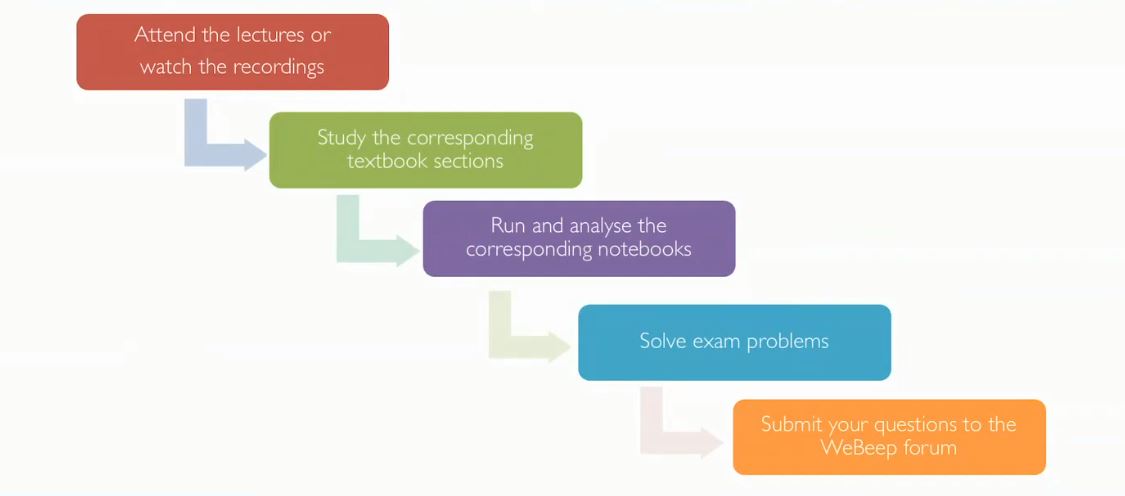 Attend the lectures or
watch the recordings
Study the corresponding
textbook sections
Run and analyse the
corresponding notebooks
Solve exam problems
Submit your questions to the
WeBeep forum